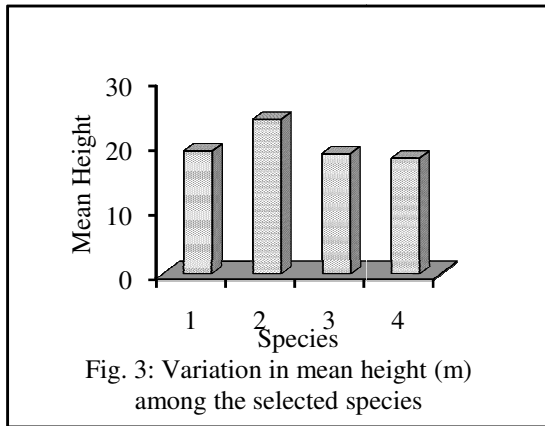 30
20
10
0
Mean Height
1 2 3 4
Species
Fig. 3: Variation in mean height (m)
among the selected species